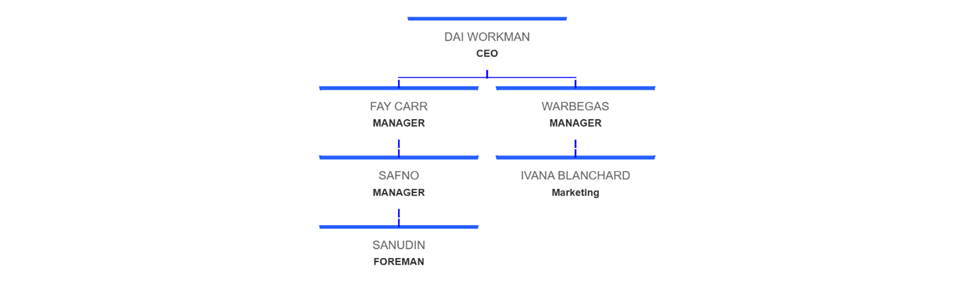 DAI WORKMAN
CEO
FAY CARR
MANAGER
WARBEGAS
MANAGER
SAFNO
MANAGER
IVANA BLANCHARD
Marketing
SANUDIN
FOREMAN